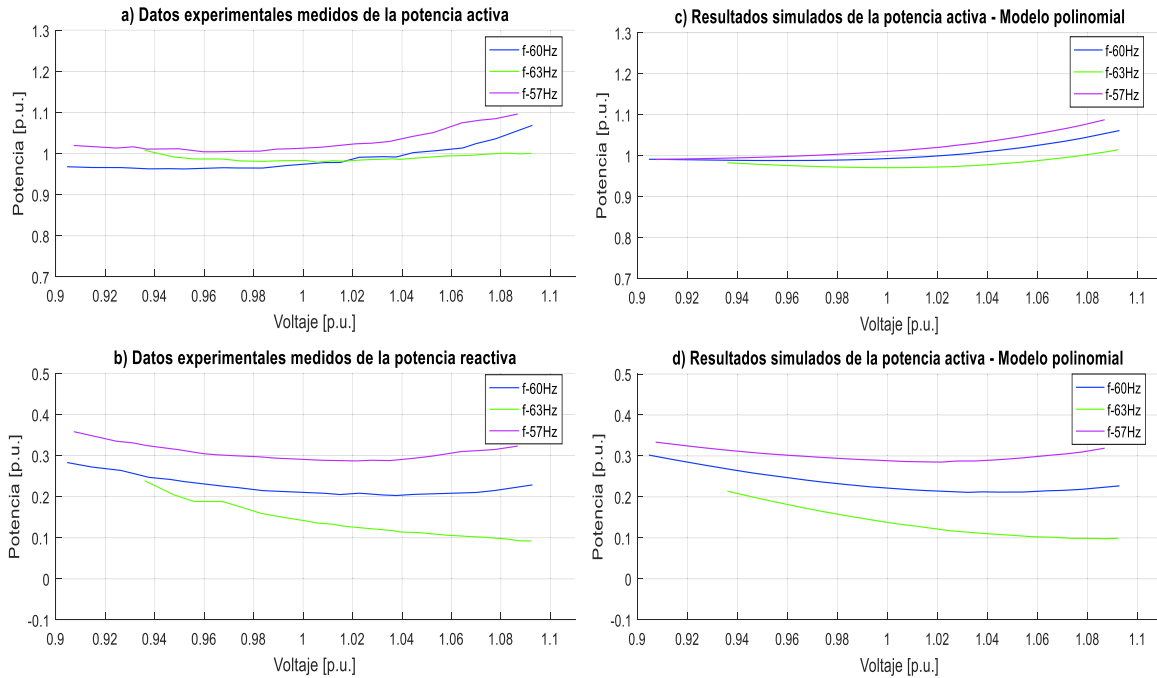 a) Datos experimentales medidos de la potencia activa
1.3
1.2
1.1
1
0.9
0.8
0.7
Potencia [p.u.]
f-60Hz
f-63Hz
f-57Hz
0.9 0.92 0.94 0.96 0.98 1 1.02 1.04 1.06 1.08 1.1
Voltaje [p.u.]
c) Resultados simulados de la potencia activa - Modelo polinomial
1.3
1.2
1.1
1
0.9
0.8
0.7
Potencia [p.u.]
f-60Hz
f-63Hz
f-57Hz
0.9 0.92 0.94 0.96 0.98 1 1.02 1.04 1.06 1.08 1.1
Voltaje [p.u.]
b) Datos experimentales medidos de la potencia reactiva
0.5
0.4
0.3
0.2
0.1
0
-0.1
Potencia [p.u.]
f-60Hz
f-63Hz
f-57Hz
0.9 0.92 0.94 0.96 0.98 1 1.02 1.04 1.06 1.08 1.1
Voltaje [p.u.]
d) Resultados simulados de la potencia activa - Modelo polinomial
0.5
0.4
0.3
0.2
0.1
0
-0.1
Potencia [p.u.]
f-60Hz
f-63Hz
f-57Hz
0.9 0.92 0.94 0.96 0.98 1 1.02 1.04 1.06 1.08 1.1
Voltaje [p.u.]